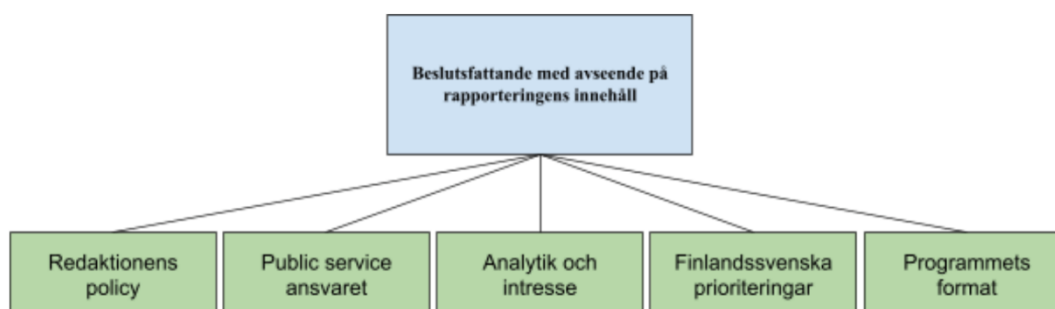 Beslutsfattande med avseende på
rapporteringens innehåll
Redaktionens
policy
Public service
ansvaret
Analytik och
intresse
Finlandssvenska
prioriteringar
Programmets
format